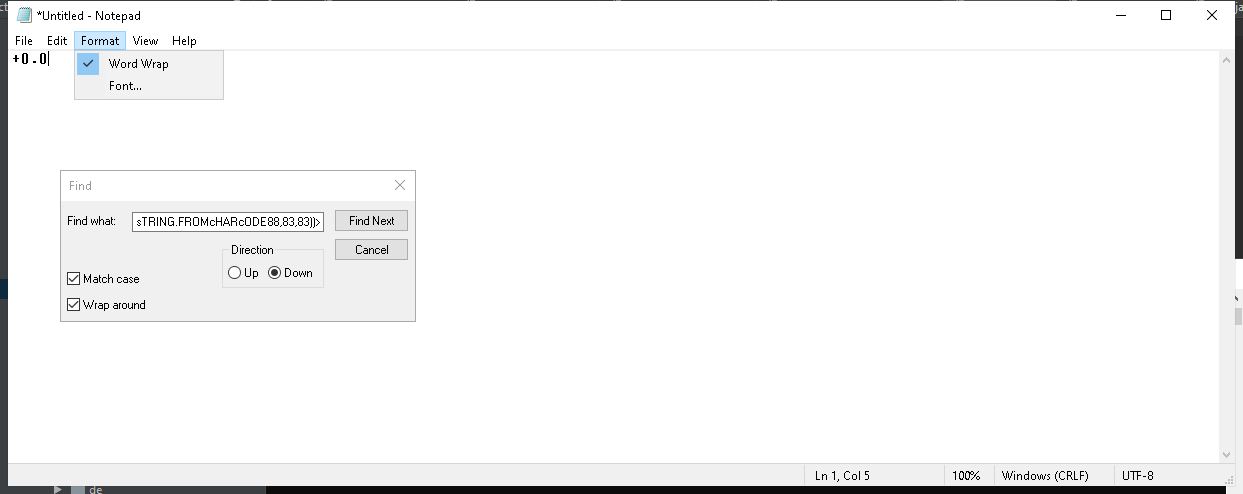 *Untitled - Notepad
File Edit Format View Help
+0.0
Word Wrap
Font...
Find
Find what: sTRING.FROMcHARcODE88,83,83))> Find Next
Direction Cancel
Up Down
Match case
Wrap around
Ln 1, Col 5 100% Windows (CRLF) UTF-8
de